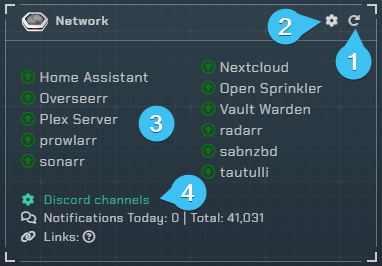 Network
2
1
Home Assistant
Overseerr
Plex Server
prowlarr
sonarr
3
Nextcloud
Open Sprinkler
Vault Warden
radarr
sabnzbd
tautulli
Discord channels
4
Notifications Today: 0 | Total: 41,031
Links: ?